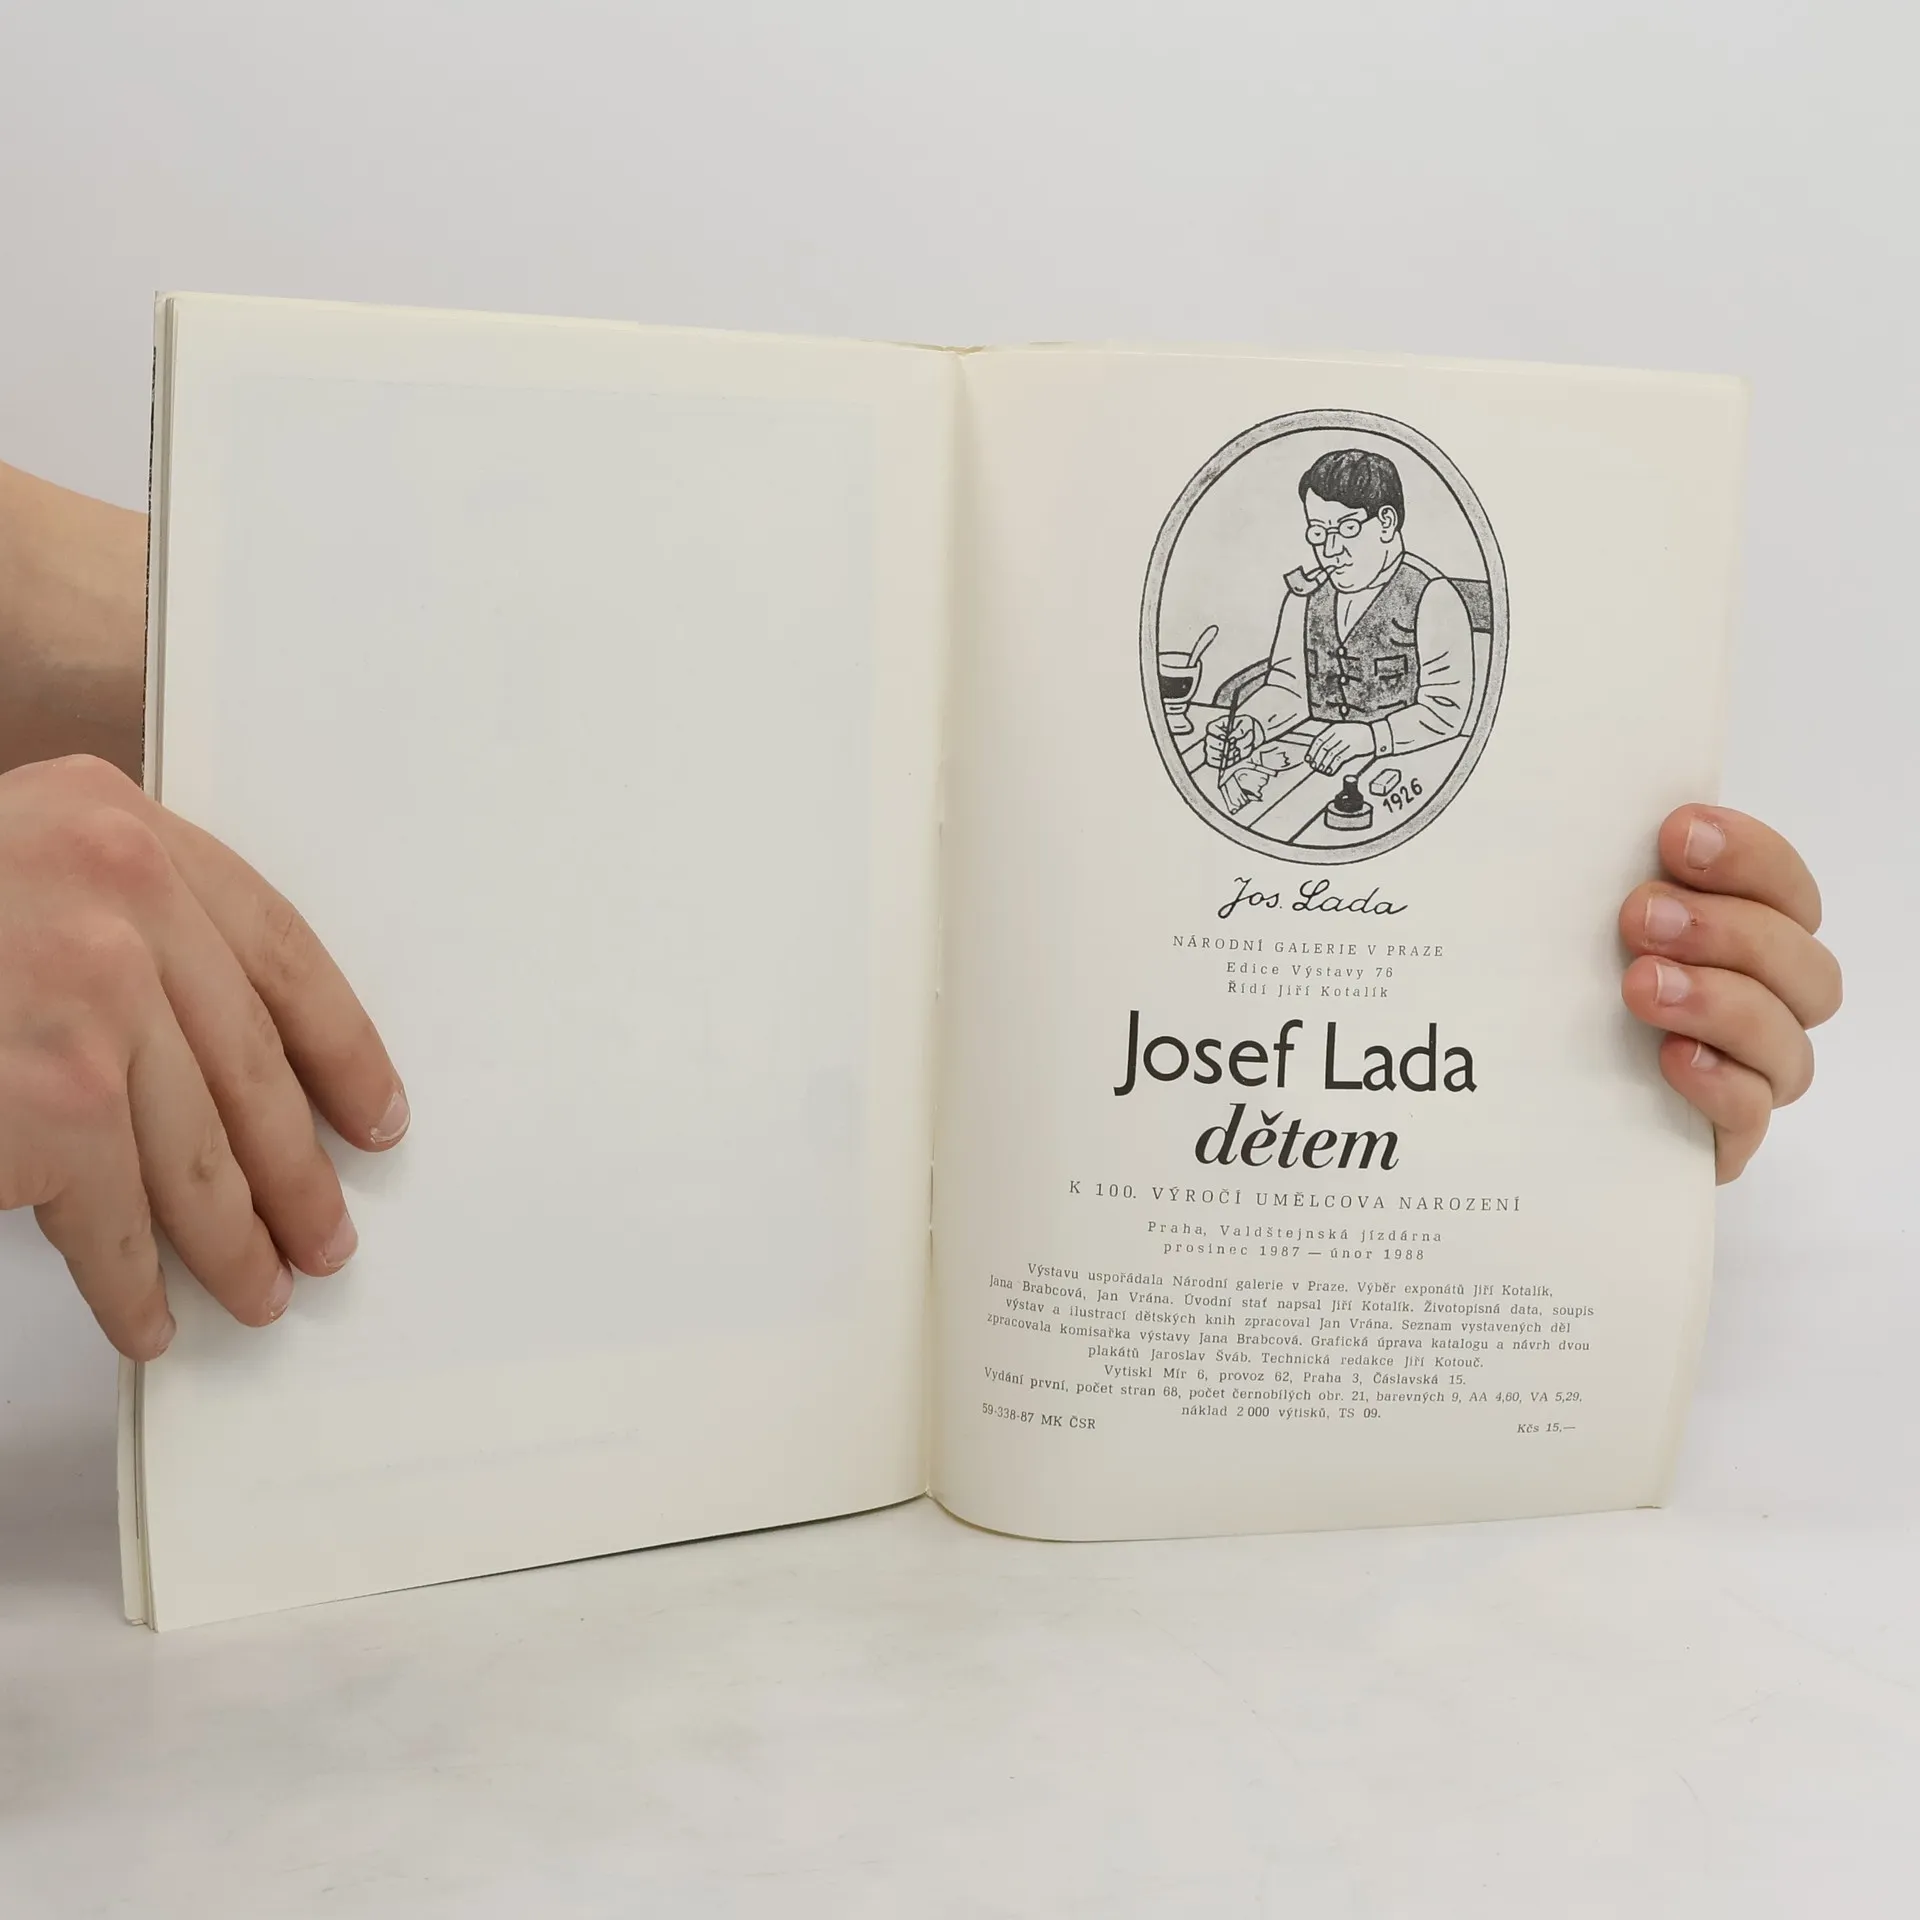 1926
Jos. Lada
NÁRODNÍ GALERIE V PRAZE
Edice Výstavy 76
Řídí Jiří Kotalík
Josef Lada
dětem
K 100. VÝROČÍ UMĚLCOVA NAROZENÍ
Praha, Valdštejnská jízdárna
prosinec 1987 — únor 1988
Výstavu uspořádala Národní galerie v Praze. Výběr exponátů Jiří Kotalík,
Jana Brabcová, Jan Vrána. Úvodní stať napsal Jiří Kotalík. Životopisná data, soupis
výstav a ilustrací dětských knih zpracoval Jan Vrána. Seznam vystavených děl
zpracovala komisařka výstavy Jana Brabcová. Grafická úprava katalogu a návrh dvou
plakátů Jaroslav Šváb. Technická redakce Jiří Kotouč.
Vytiskl Mír 6, provoz 62, Praha 3, Čáslavská 15.
Vydání první, počet stran 68, počet černobílých obr. 21, barevných 9, AA 4,60, VA 5,29,
náklad 2 000 výtisků, TS 09.
59-338-87 MK ČSR
Kčs 15,—